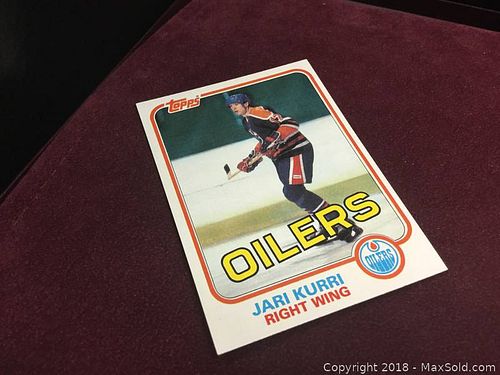 Topps
OILERS
OILERS
JARI KURRI
RIGHT WING
Copyright 2018 - MaxSold.com